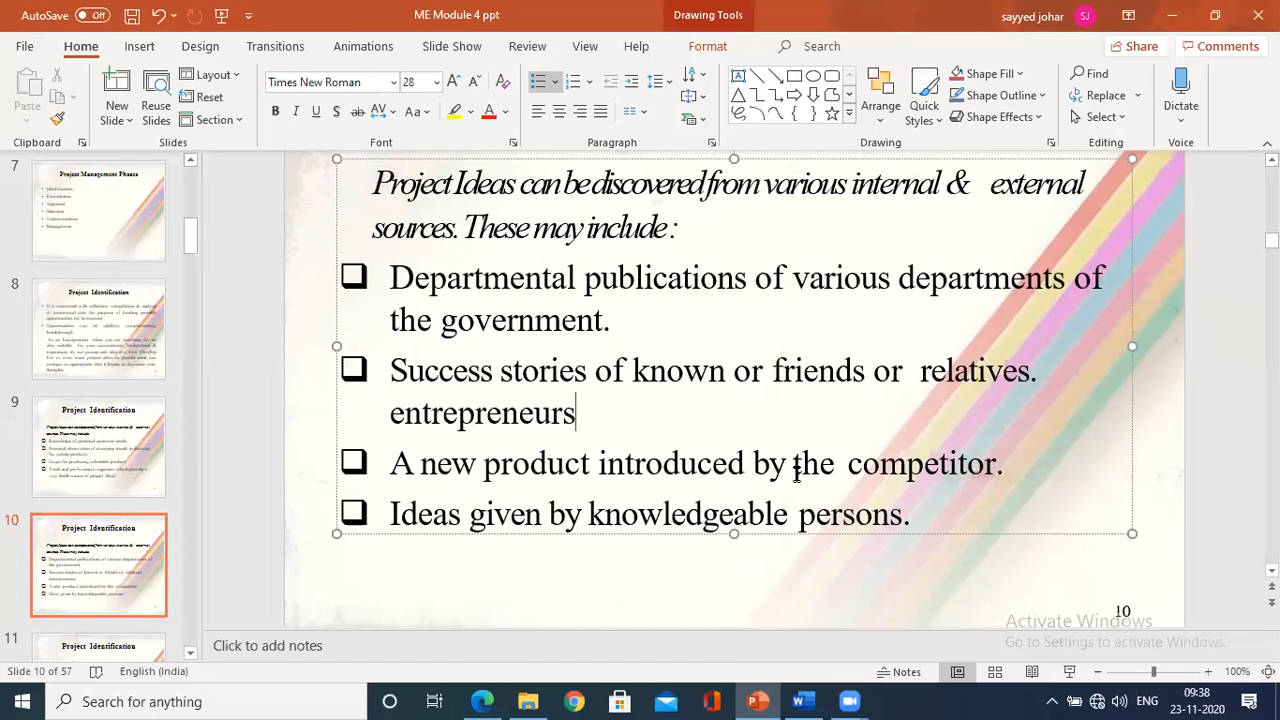 AutoSave Off ME Module 4 ppt Drawing Tools sayyed johar SJ
File Home Insert Design Transitions Animations Slide Show Review View Help Format Search Share Comments
Paste New Slide Reuse Slides Layout Reset Section
Times New Roman 28
Arrange Quick Styles Shape Fill Shape Outline Shape Effects Find Replace Select Dictate
Clipboard Slides Font Paragraph Drawing Editing Voice
7
Project Management Phases
8
Project Identification
9
Project Identification
10
Project Identification
11
Project Identification
Project Ideas can be discovered from various internal & external
sources. These may include :
Departmental publications of various departments of
the government.
Success stories of known or friends or relatives.
entrepreneurs
A new product introduced by the competitor.
Ideas given by knowledgeable persons.
10
Activate Windows
Go to Settings to activate Windows.
Click to add notes
Slide 10 of 57 English (India) Notes 100%
Search for anything
ENG
09:38
23-11-2020